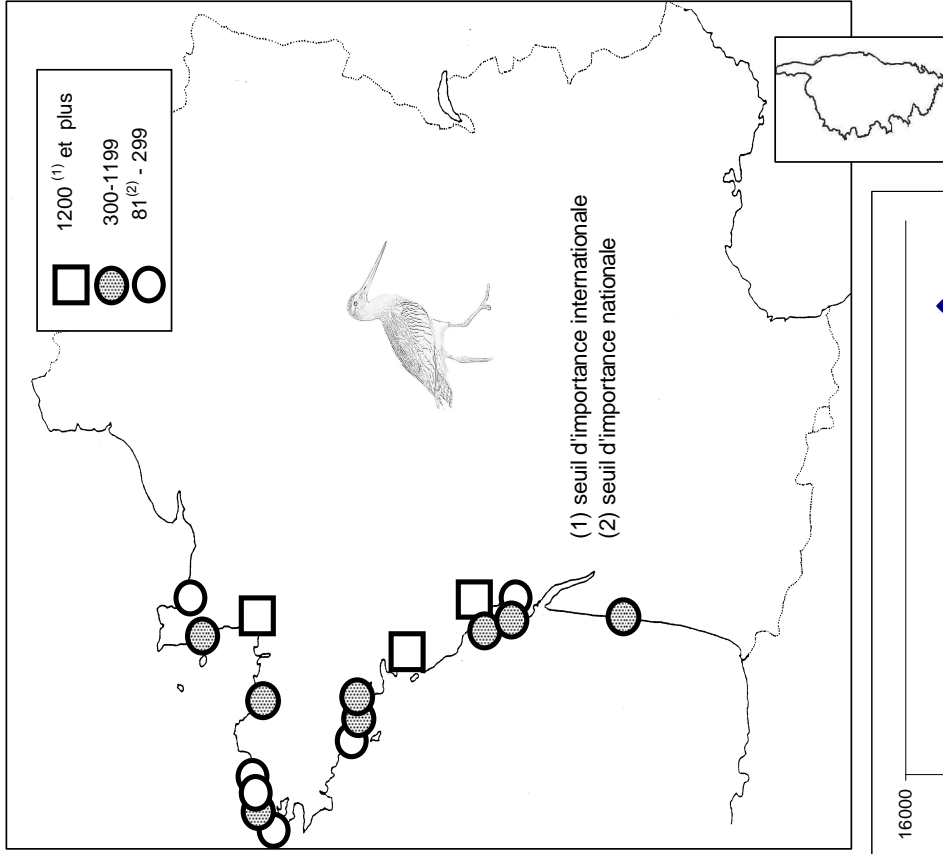 1200 (1) et plus
300-1199
81(2) - 299
(1) seuil d'importance internationale
(2) seuil d'importance nationale
16000